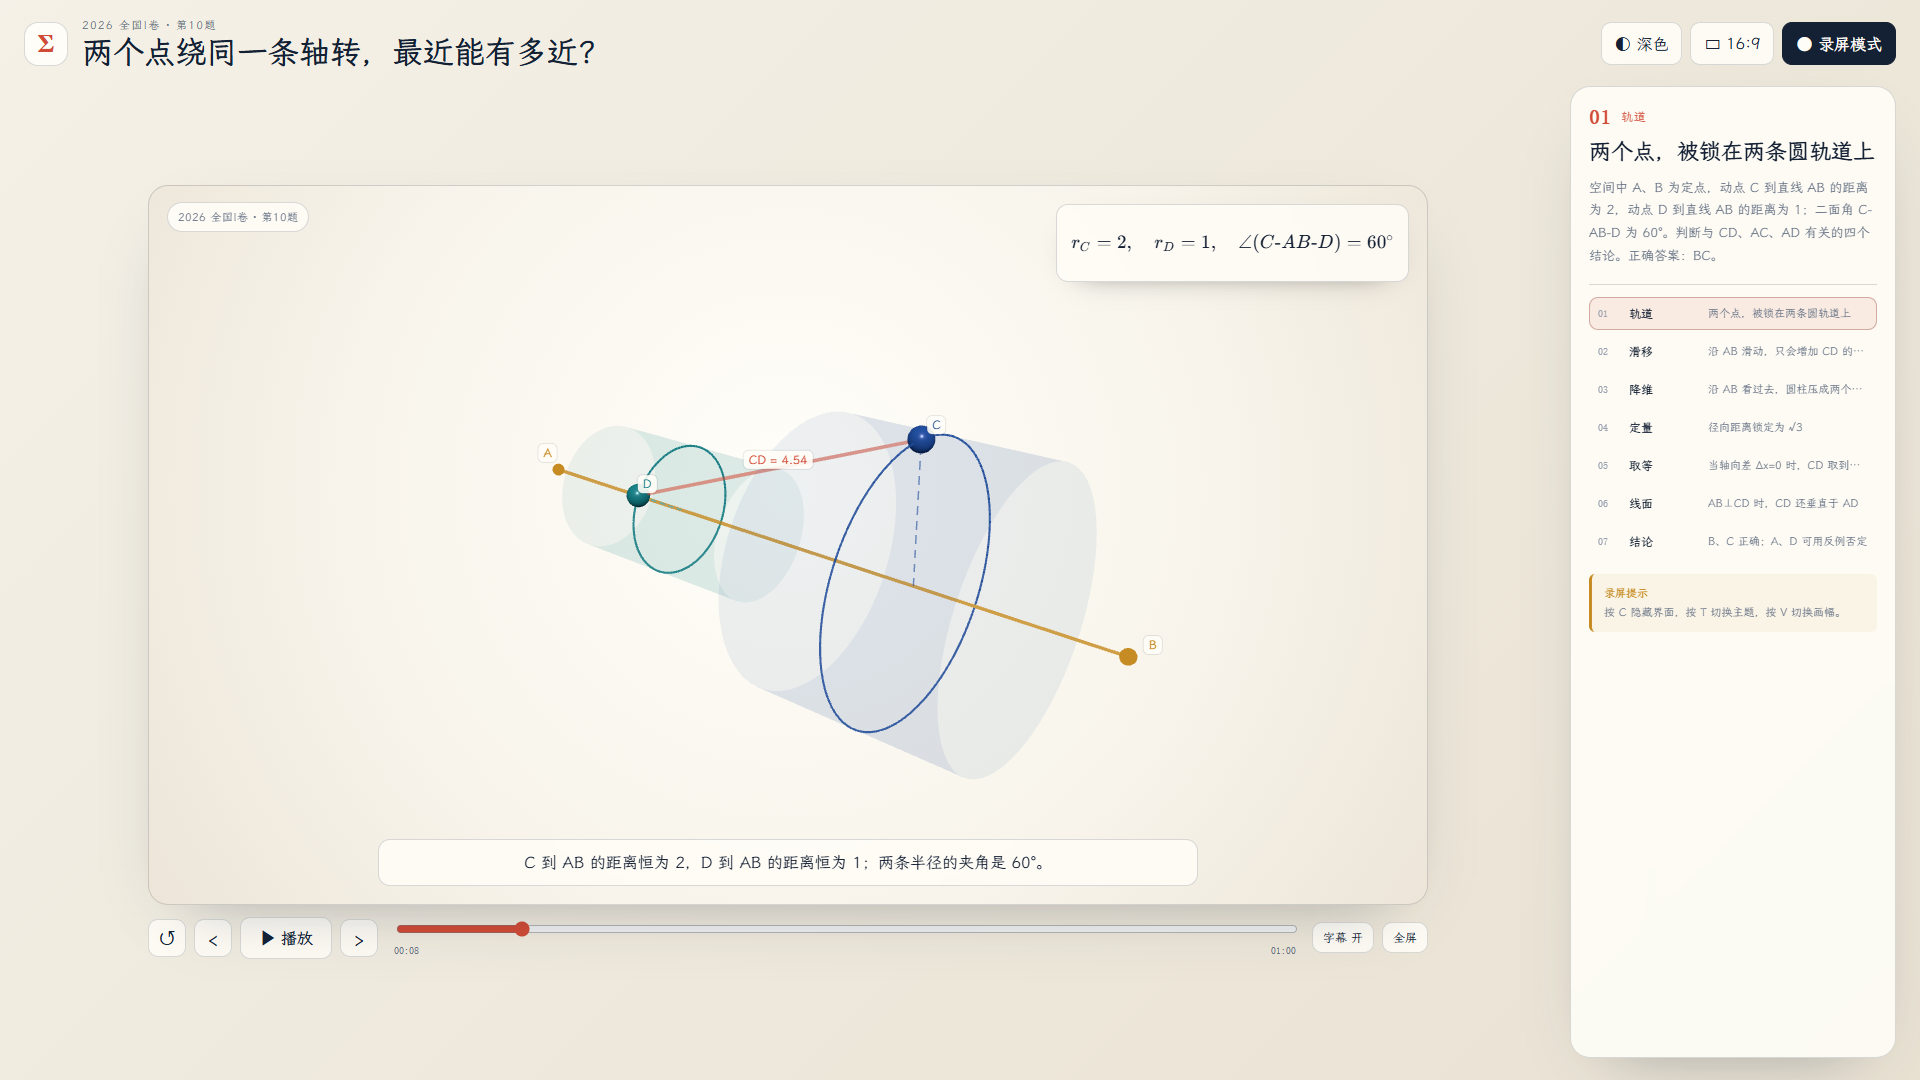 Σ
2026 全国I卷 · 第10题
两个点绕同一条轴转，最近能有多近？
深色
16:9
录屏模式
2026 全国I卷 · 第10题
r_C = 2, r_D = 1, ∠(C-AB-D) = 60°
A
D
CD = 4.54
C
B
C 到 AB 的距离恒为 2，D 到 AB 的距离恒为 1；两条半径的夹角是 60°。
<
播放
>
00:08
01:00
字幕 开
全屏
01 轨道
两个点，被锁在两条圆轨道上
空间中 A、B 为定点，动点 C 到直线 AB 的距离
为 2，动点 D 到直线 AB 的距离为 1；二面角 C-
AB-D 为 60°。判断与 CD、AC、AD 有关的四个
结论。正确答案：BC。
01 轨道 两个点，被锁在两条圆轨道上
02 滑移 沿 AB 滑动，只会增加 CD 的…
03 降维 沿 AB 看过去，圆柱压成两个…
04 定量 径向距离锁定为 √3
05 取等 当轴向差 Δx=0 时，CD 取到…
06 线面 AB⊥CD 时，CD 还垂直于 AD
07 结论 B、C 正确；A、D 可用反例否定
录屏提示
按 C 隐藏界面，按 T 切换主题，按 V 切换画幅。